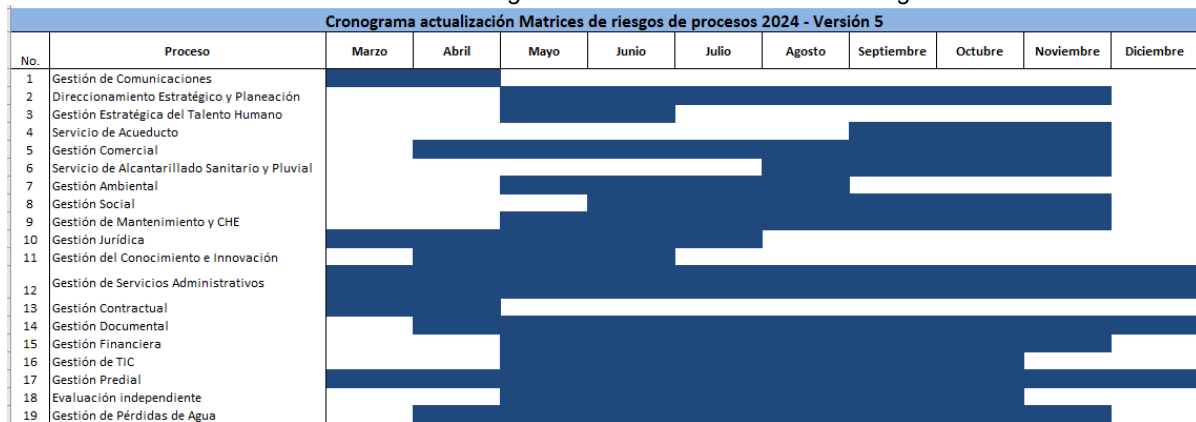 Cronograma actualización Matrices de riesgos de procesos 2024 - Versión 5
No. Proceso Marzo Abril Mayo Junio Julio Agosto Septiembre Octubre Noviembre Diciembre
1 Gestión de Comunicaciones
2 Direccionamiento Estratégico y Planeación
3 Gestión Estratégica del Talento Humano
4 Servicio de Acueducto
5 Gestión Comercial
6 Servicio de Alcantarillado Sanitario y Pluvial
7 Gestión Ambiental
8 Gestión Social
9 Gestión de Mantenimiento y CHE
10 Gestión Jurídica
11 Gestión del Conocimiento e Innovación
12 Gestión de Servicios Administrativos
13 Gestión Contractual
14 Gestión Documental
15 Gestión Financiera
16 Gestión de TIC
17 Gestión Predial
18 Evaluación independiente
19 Gestión de Pérdidas de Agua